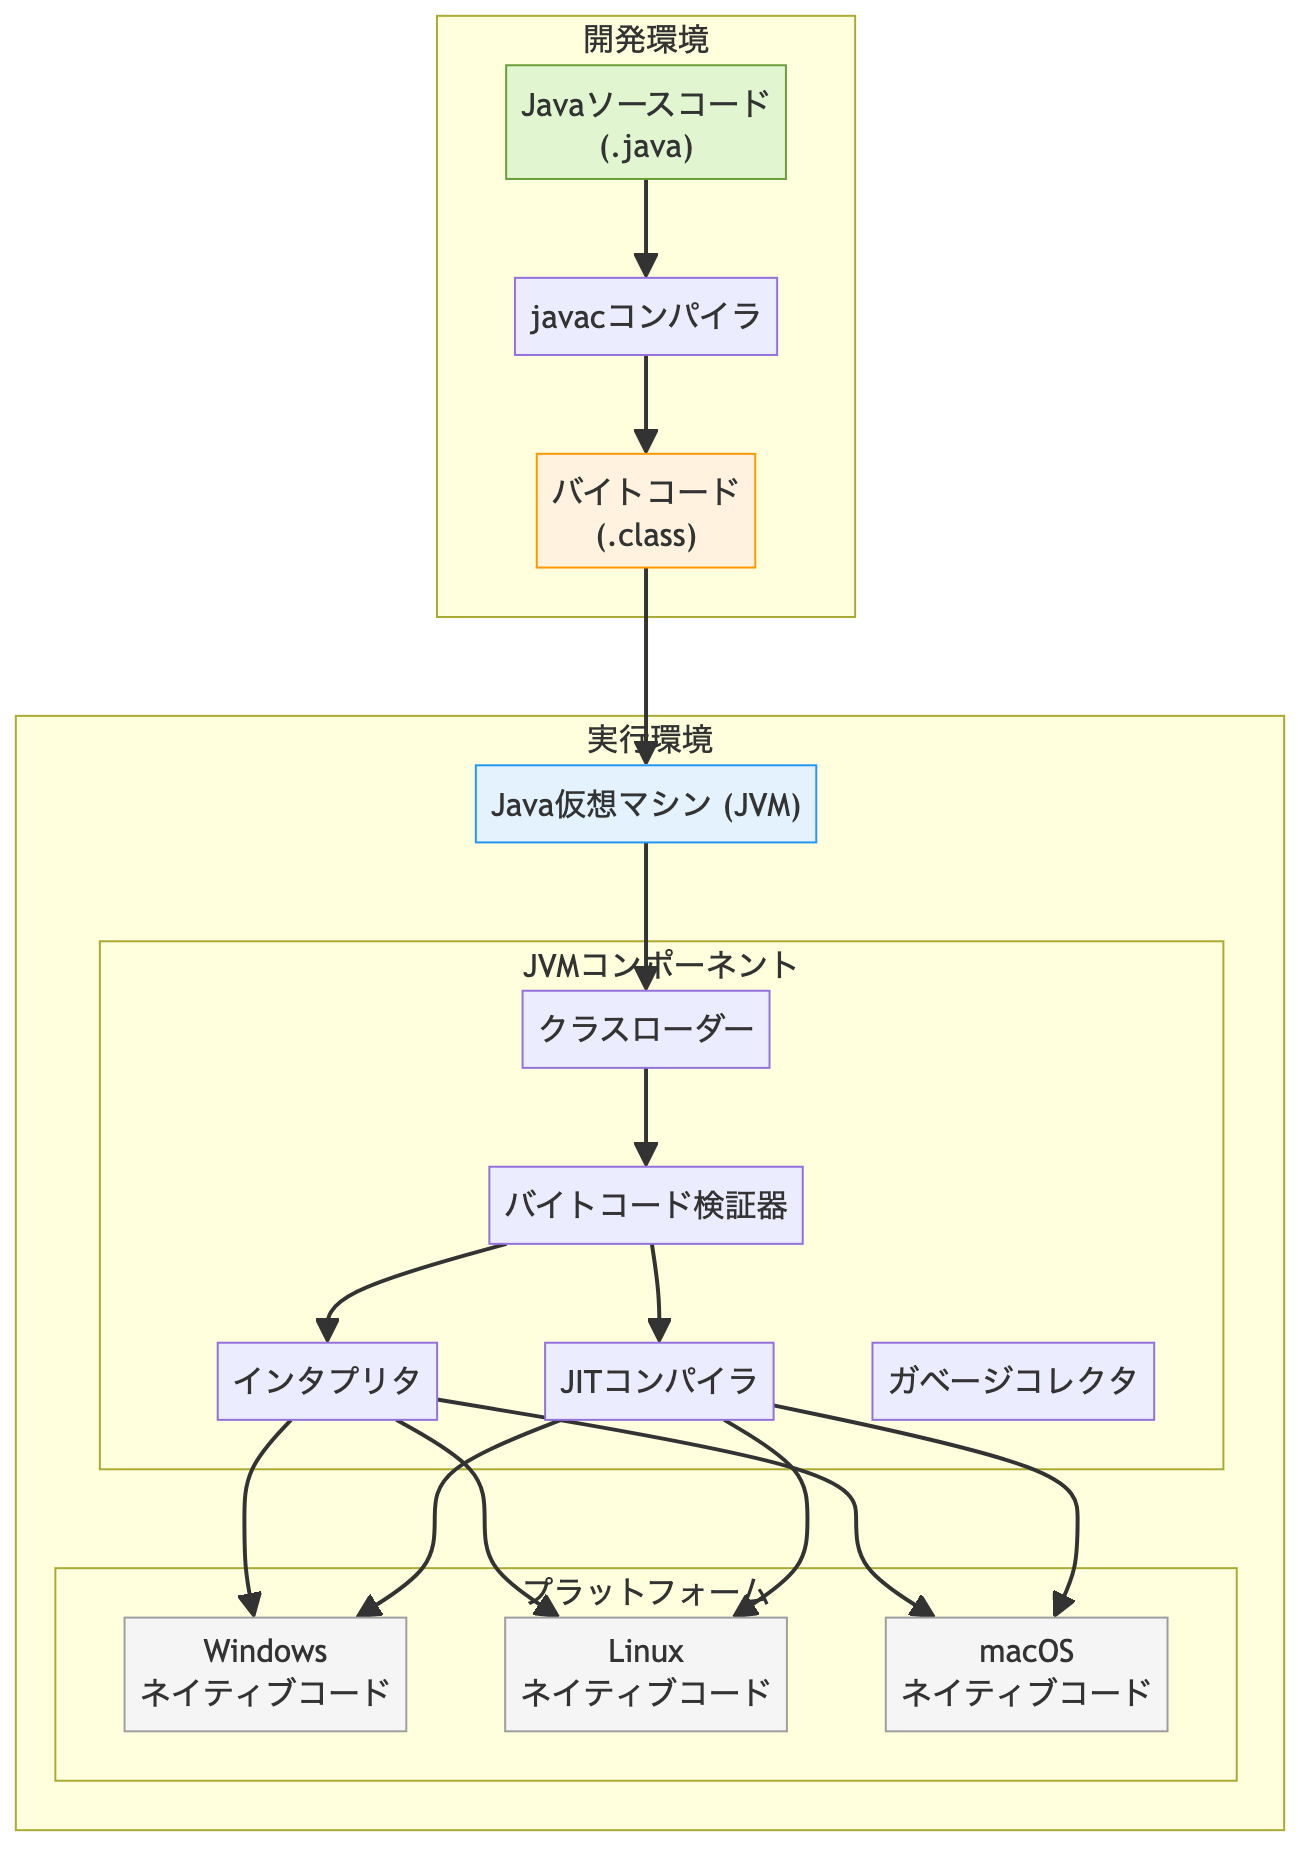 開発環境
Javaソースコード
(.java)
javacコンパイラ
バイトコード
(.class)
実行環境
Java仮想マシン (JVM)
JVMコンポーネント
クラスローダー
バイトコード検証器
インタプリタ
JITコンパイラ
ガベージコレクタ
プラットフォーム
Windows
ネイティブコード
Linux
ネイティブコード
macOS
ネイティブコード